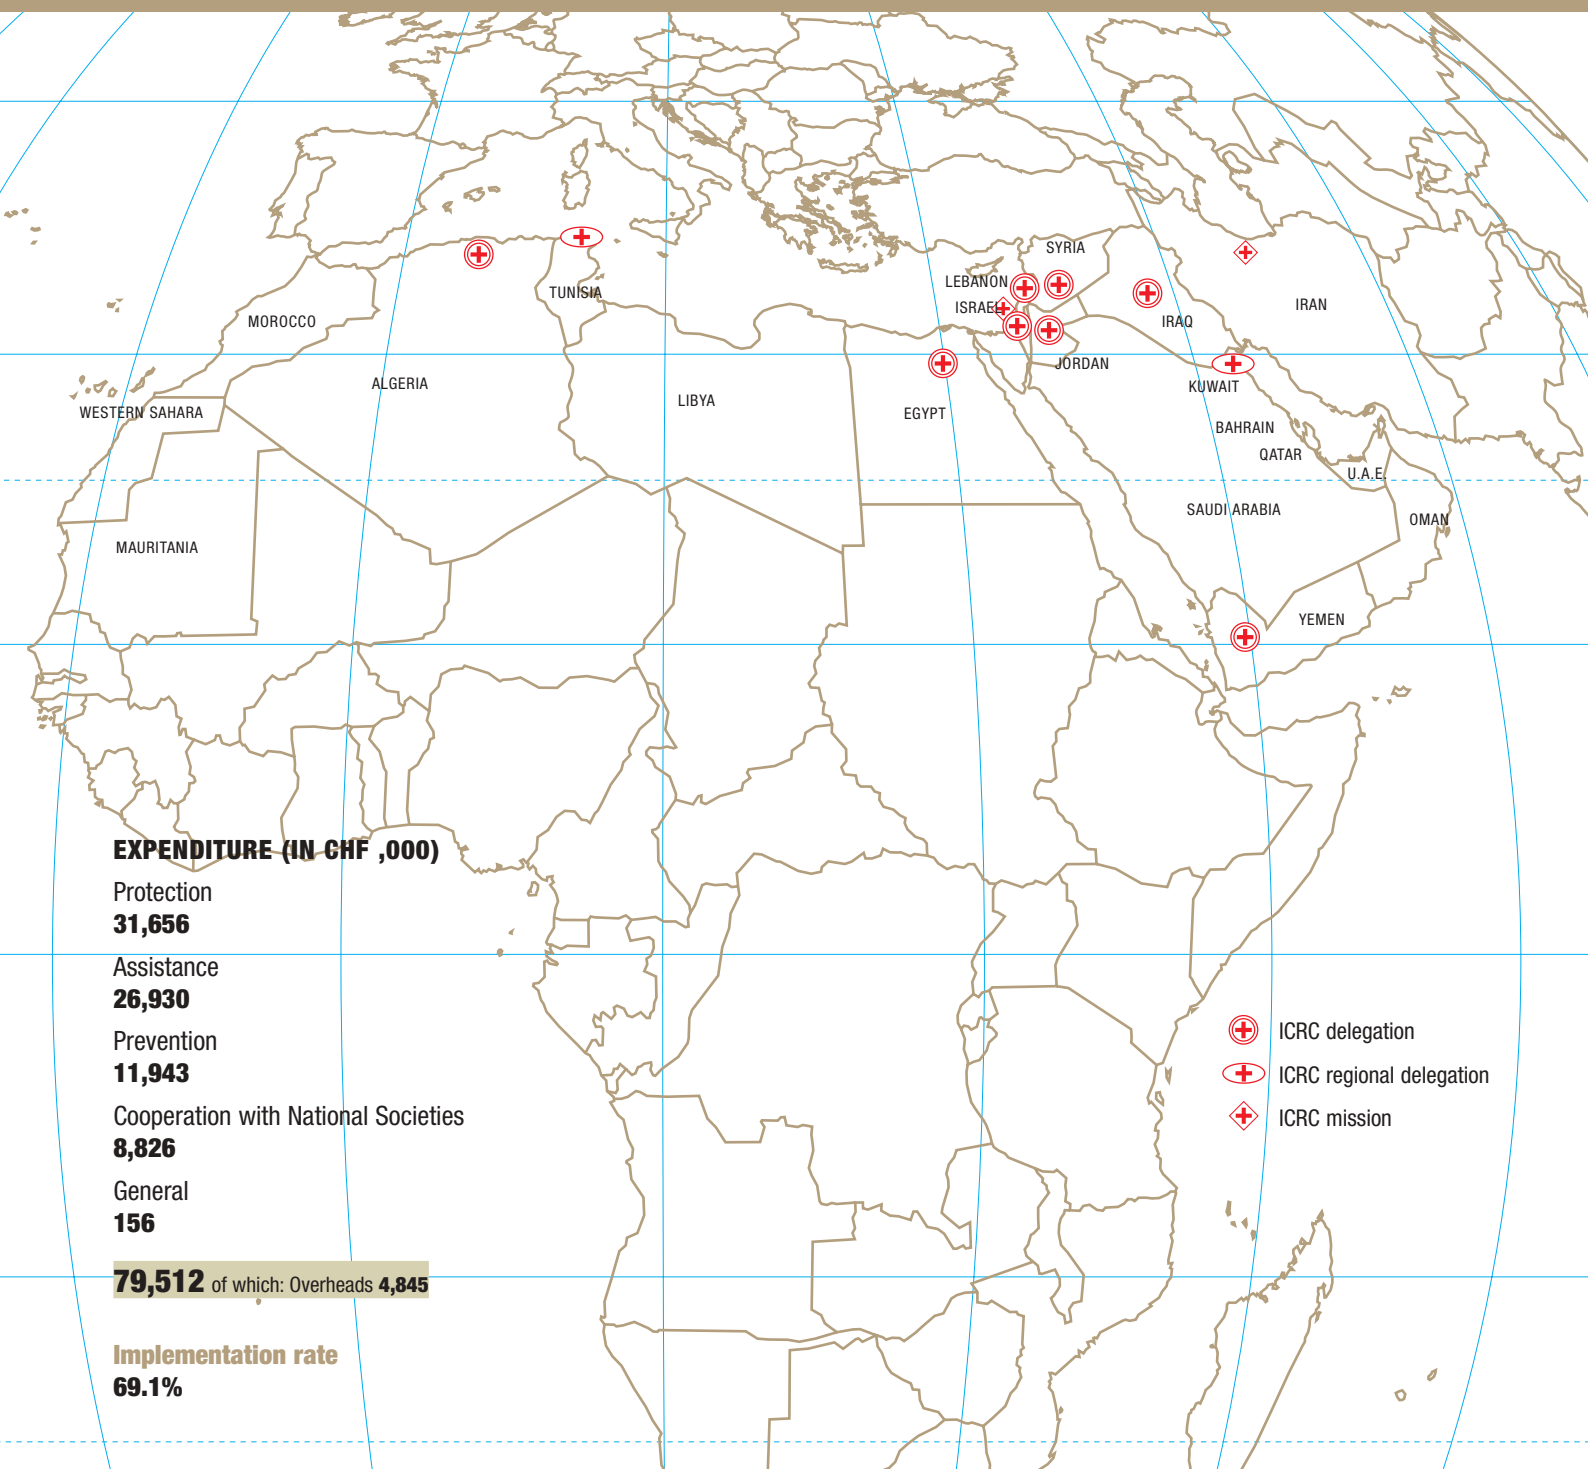 SYRIA
LEBANON
ISRAEL
TUNISIA
MOROCCO
IRAQ
IRAN
JORDAN
ALGERIA
KUWAIT
LIBYA
WESTERN SAHARA
EGYPT
BAHRAIN
QATAR
U.A.E.
SAUDI ARABIA
OMAN
MAURITANIA
YEMEN
EXPENDITURE (IN CHF ,000)
Protection
31,656
Assistance
26,930
Prevention
11,943
Cooperation with National Societies
8,826
General
156
79,512 of which: Overheads 4,845
Implementation rate
69.1%
ICRC delegation
ICRC regional delegation
ICRC mission